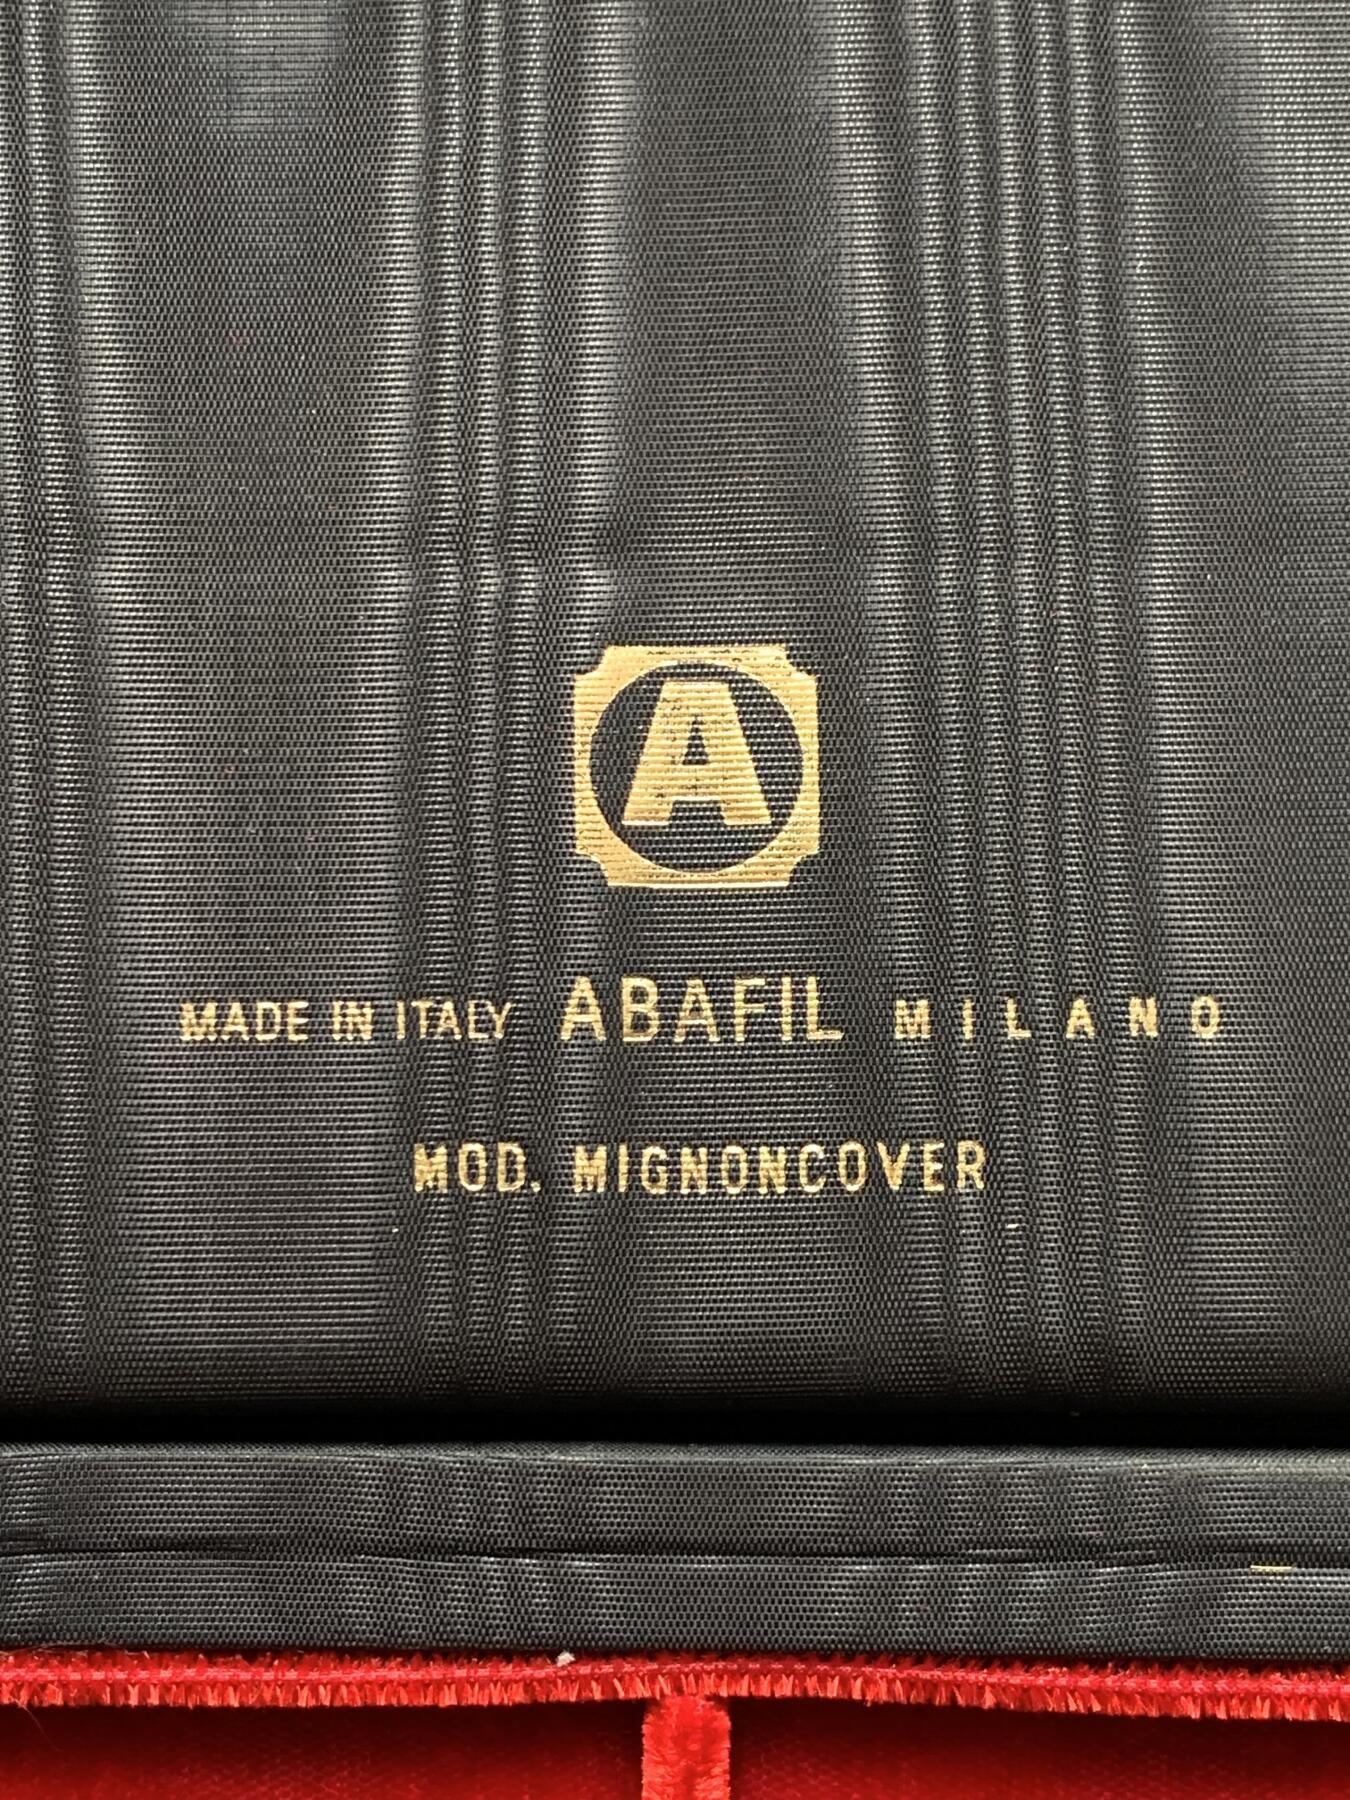 A
MADE IN ITALY ABAFIL MILANO
MOD. MIGNONCOVER